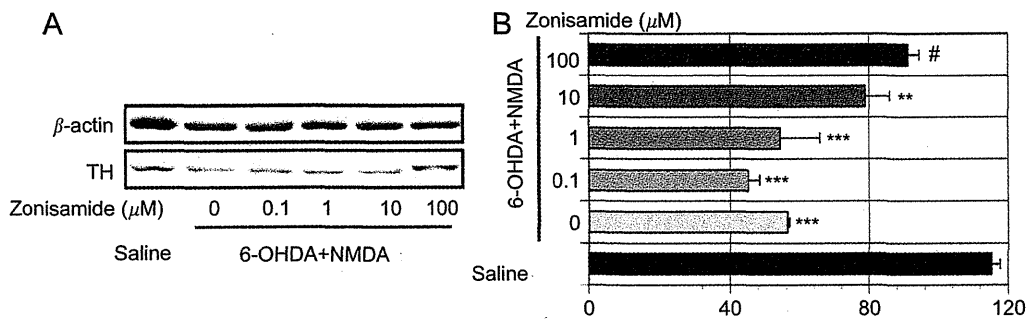 A
β-actin
TH
Zonisamide (μM) 0 0.1 1 10 100
Saline 6-OHDA+NMDA
B
Zonisamide (μM)
6-OHDA+NMDA
100 #
10 **
1 ***
0.1 ***
0 ***
Saline
0 40 80 120